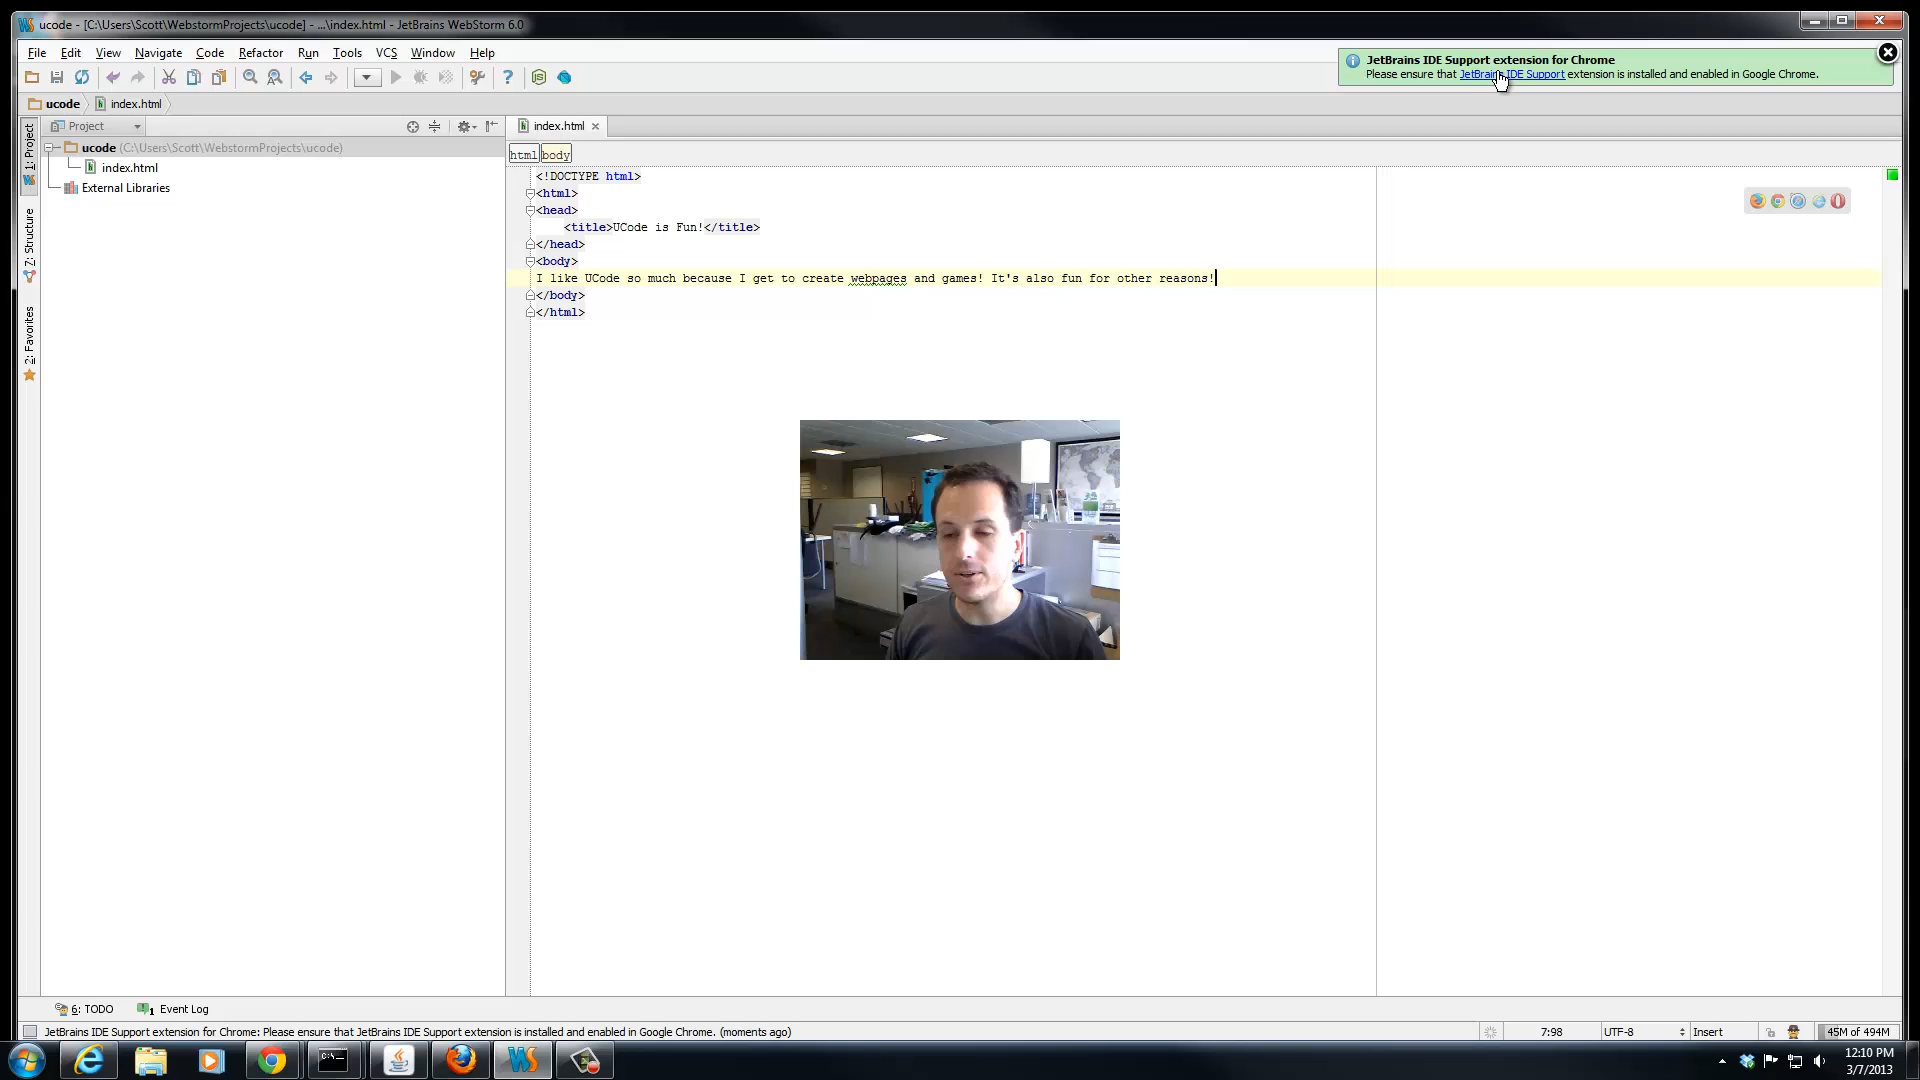 ucode - [C:\Users\Scott\WebstormProjects\ucode] - ...\index.html - JetBrains WebStorm 6.0
File Edit View Navigate Code Refactor Run Tools VCS Window Help
JetBrains IDE Support extension for Chrome
Please ensure that JetBrains IDE Support extension is installed and enabled in Google Chrome.
ucode index.html
Project
index.html
1: Project
ucode (C:\Users\Scott\WebstormProjects\ucode)
index.html
External Libraries
Z: Structure
2: Favorites
html body
<!DOCTYPE html>
<html>
<head>
<title>UCode is Fun!</title>
</head>
<body>
I like UCode so much because I get to create webpages and games! It's also fun for other reasons!
</body>
</html>
6: TODO Event Log
JetBrains IDE Support extension for Chrome: Please ensure that JetBrains IDE Support extension is installed and enabled in Google Chrome. (moments ago)
7:98 UTF-8 Insert 45M of 494M
12:10 PM
3/7/2013